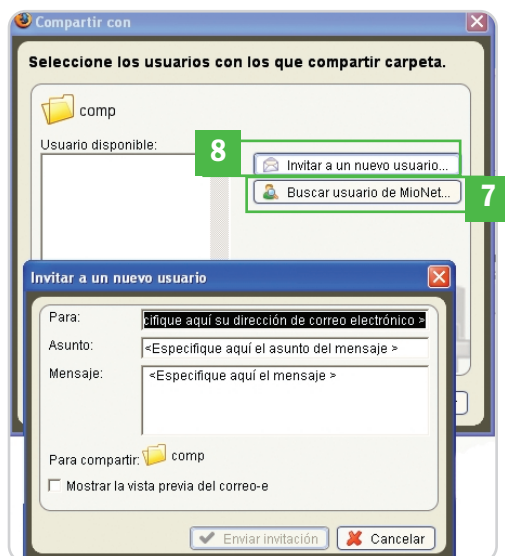 Compartir con
Seleccione los usuarios con los que compartir carpeta.
comp
Usuario disponible:
8
Invitar a un nuevo usuario...
Buscar usuario de MioNet...
7
Invitar a un nuevo usuario
Para:
cifique aquí su dirección de correo electrónico >
Asunto:
<Especifique aquí el asunto del mensaje >
Mensaje:
<Especifique aquí el mensaje >
Para compartir: comp
Mostrar la vista previa del correo-e
Enviar invitación
Cancelar